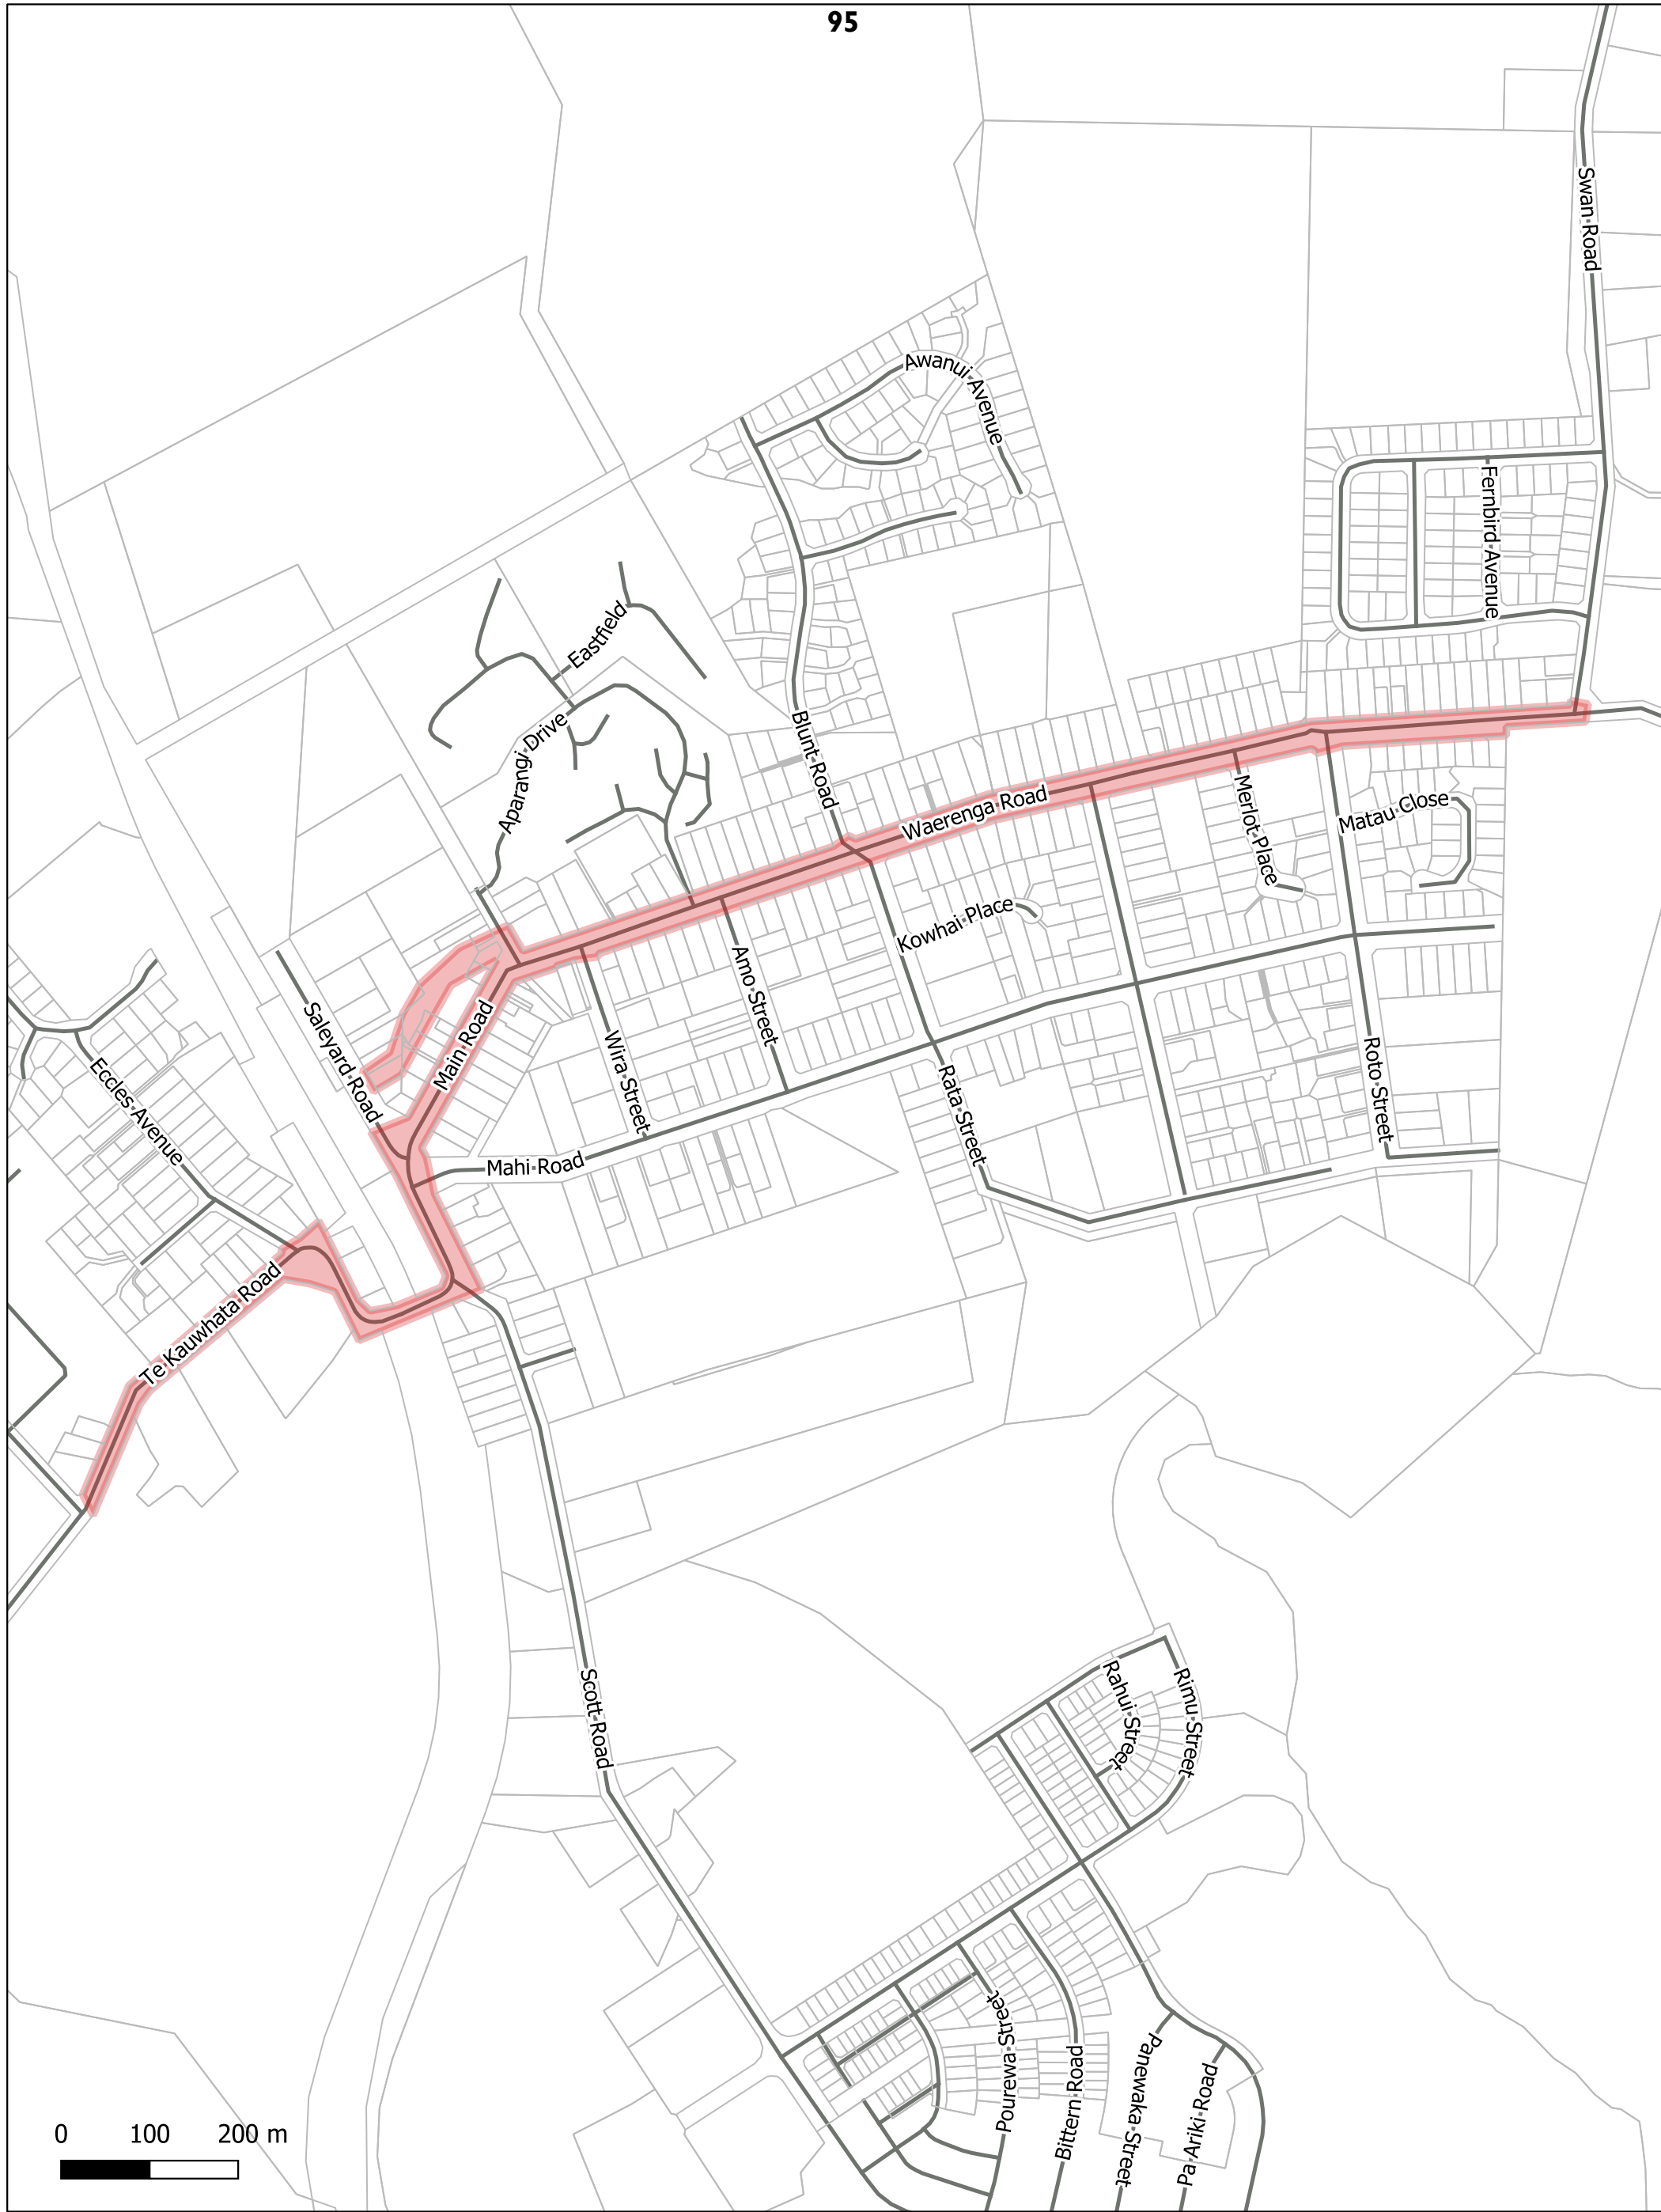 95
Swan Road
Awanui Avenue
Fernbird Avenue
Eastfield
Aparangi Drive
Blunt Road
Waerenga Road
Merlot Place
Matau Close
Kowhai Place
Amo Street
Main Road
Saleyard Road
Wira Street
Eccles Avenue
Rata Street
Roto Street
Mahi Road
Te Kauwhata Road
Scott Road
Rahui Street
Rimu Street
Pourewa Street
Bittern Road
Panewaka Street
Pa Ariki Road
0 100 200 m